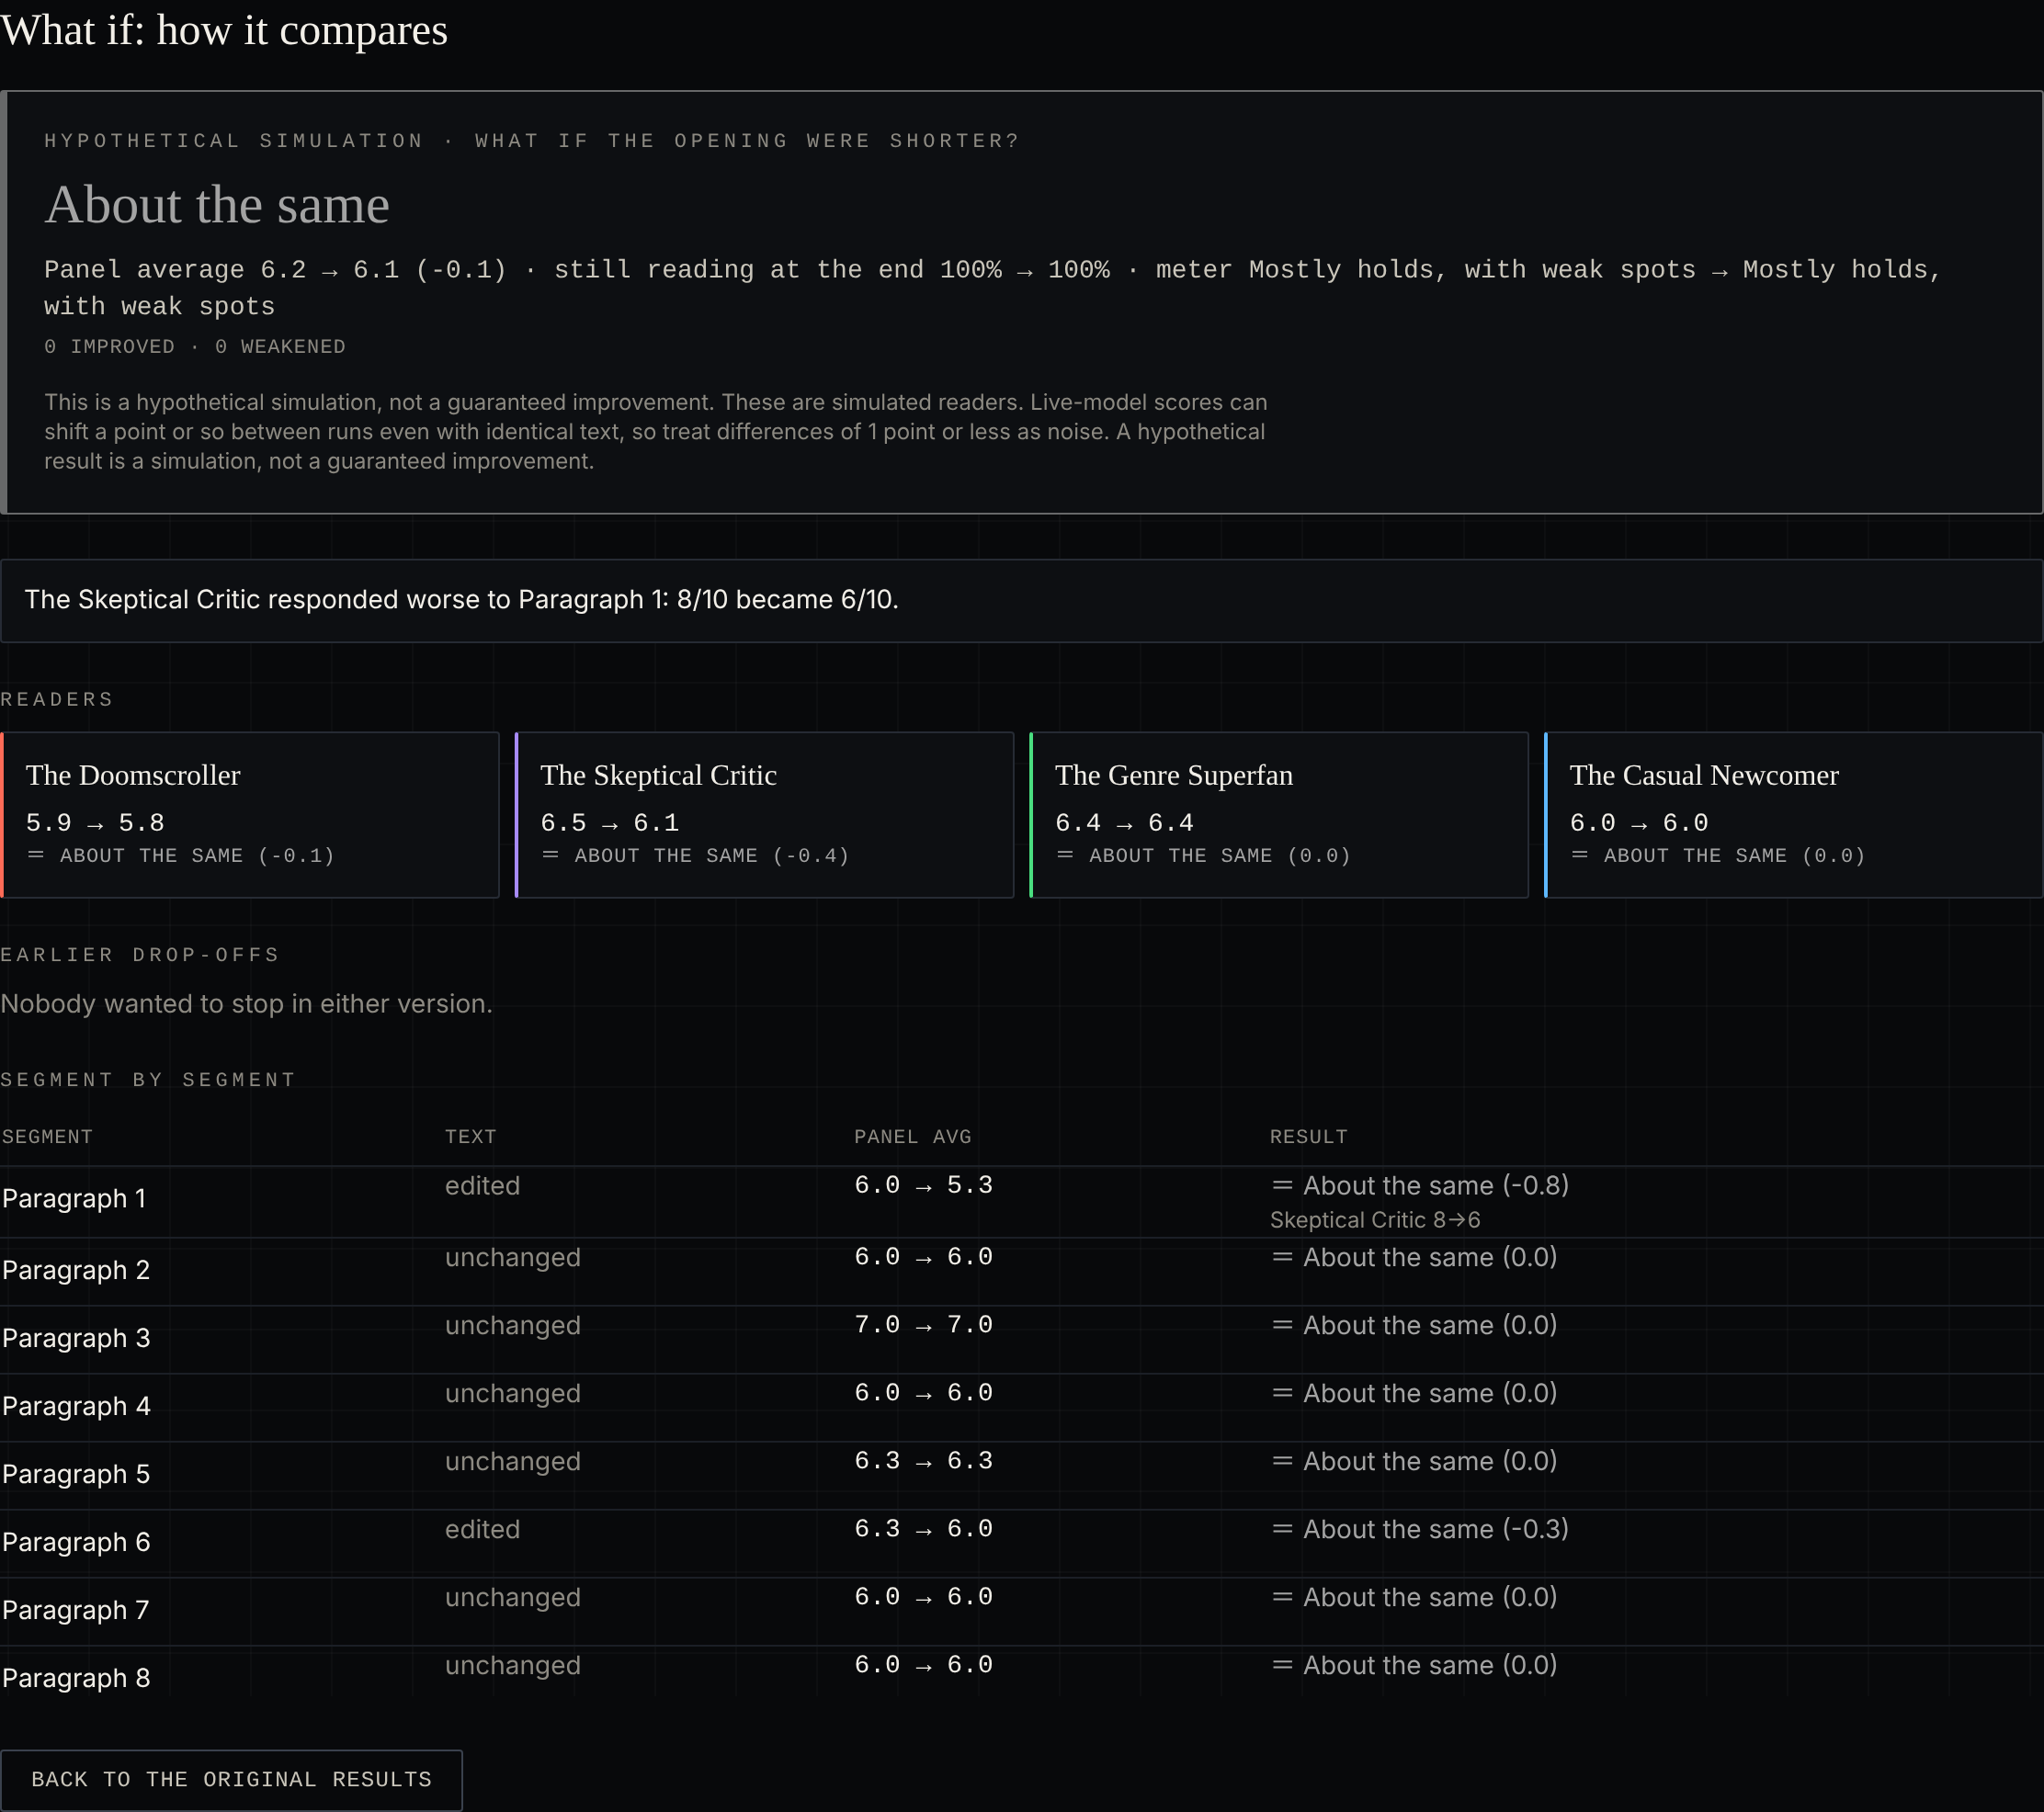 What if: how it compares
HYPOTHETICAL SIMULATION · WHAT IF THE OPENING WERE SHORTER?
About the same
Panel average 6.2 → 6.1 (-0.1) · still reading at the end 100% → 100% · meter Mostly holds, with weak spots → Mostly holds,
with weak spots
0 IMPROVED · 0 WEAKENED
This is a hypothetical simulation, not a guaranteed improvement. These are simulated readers. Live-model scores can
shift a point or so between runs even with identical text, so treat differences of 1 point or less as noise. A hypothetical
result is a simulation, not a guaranteed improvement.
The Skeptical Critic responded worse to Paragraph 1: 8/10 became 6/10.
READERS
The Doomscroller
5.9 → 5.8
= ABOUT THE SAME (-0.1)
The Skeptical Critic
6.5 → 6.1
= ABOUT THE SAME (-0.4)
The Genre Superfan
6.4 → 6.4
= ABOUT THE SAME (0.0)
The Casual Newcomer
6.0 → 6.0
= ABOUT THE SAME (0.0)
EARLIER DROP-OFFS
Nobody wanted to stop in either version.
SEGMENT BY SEGMENT
SEGMENT TEXT PANEL AVG RESULT
Paragraph 1 edited 6.0 → 5.3 = About the same (-0.8)
Skeptical Critic 8→6
Paragraph 2 unchanged 6.0 → 6.0 = About the same (0.0)
Paragraph 3 unchanged 7.0 → 7.0 = About the same (0.0)
Paragraph 4 unchanged 6.0 → 6.0 = About the same (0.0)
Paragraph 5 unchanged 6.3 → 6.3 = About the same (0.0)
Paragraph 6 edited 6.3 → 6.0 = About the same (-0.3)
Paragraph 7 unchanged 6.0 → 6.0 = About the same (0.0)
Paragraph 8 unchanged 6.0 → 6.0 = About the same (0.0)
BACK TO THE ORIGINAL RESULTS